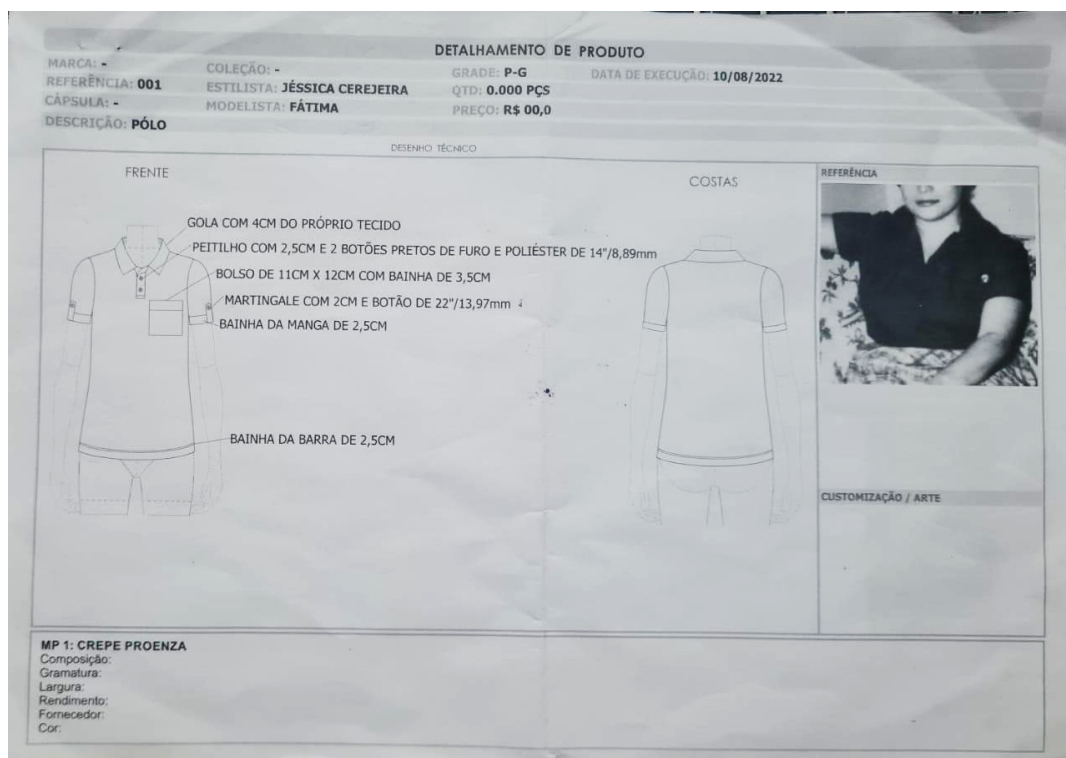 DETALHAMENTO DE PRODUTO
MARCA: -
REFERÊNCIA: 001
CÁPSULA: -
DESCRIÇÃO: PÓLO
COLEÇÃO: -
ESTILISTA: JÉSSICA CEREJEIRA
MODELISTA: FÁTIMA
GRADE: P-G
QTD: 0.000 PÇS
PREÇO: R$ 00,0
DATA DE EXECUÇÃO: 10/08/2022
DESENHO TÉCNICO
FRENTE
COSTAS
GOLA COM 4CM DO PRÓPRIO TECIDO
PEITILHO COM 2,5CM E 2 BOTÕES PRETOS DE FURO E POLIÉSTER DE 14"/8,89mm
BOLSO DE 11CM X 12CM COM BAINHA DE 3,5CM
MARTINGALE COM 2CM E BOTÃO DE 22"/13,97mm
BAINHA DA MANGA DE 2,5CM
BAINHA DA BARRA DE 2,5CM
REFERÊNCIA
CUSTOMIZAÇÃO / ARTE
MP 1: CREPE PROENZA
Composição:
Gramatura:
Largura:
Rendimento:
Fornecedor:
Cor: